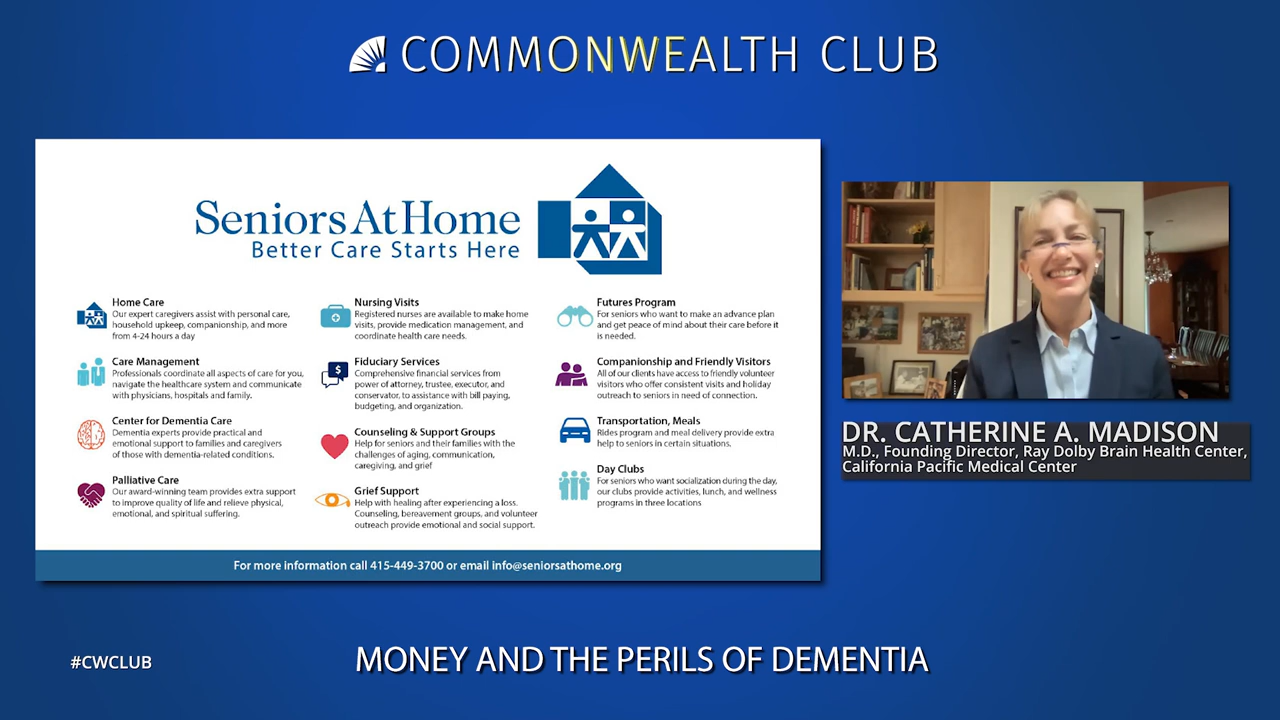 COMMONWEALTH CLUB
SeniorsAtHome
Better Care Starts Here
Home Care
Our expert caregivers assist with personal care,
household upkeep, companionship, and more
from 4-24 hours a day
Care Management
Professionals coordinate all aspects of care for you,
navigate the healthcare system and communicate
with physicians, hospitals and family.
Center for Dementia Care
Dementia experts provide practical and
emotional support to families and caregivers
of those with dementia-related conditions.
Palliative Care
Our award-winning team provides extra support
to improve quality of life and relieve physical,
emotional, and spiritual suffering.
Nursing Visits
Registered nurses are available to make home
visits, provide medication management, and
coordinate health care needs.
$
Fiduciary Services
Comprehensive financial services from
power of attorney, trustee, executor, and
conservator, to assistance with bill paying,
budgeting, and organization.
Counseling & Support Groups
Help for seniors and their families with the
challenges of aging, communication,
caregiving, and grief
Grief Support
Help with healing after experiencing a loss.
Counseling, bereavement groups, and volunteer
outreach provide emotional and social support.
Futures Program
For seniors who want to make an advance plan
and get peace of mind about their care before it
is needed.
Companionship and Friendly Visitors
All of our clients have access to friendly volunteer
visitors who offer consistent visits and holiday
outreach to seniors in need of connection.
Transportation, Meals
Rides program and meal delivery provide extra
help to seniors in certain situations.
Day Clubs
For seniors who want socialization during the day,
our clubs provide activities, lunch, and wellness
programs in three locations
For more information call 415-449-3700 or email info@seniorsathome.org
DR. CATHERINE A. MADISON
M.D., Founding Director, Ray Dolby Brain Health Center,
California Pacific Medical Center
#CWCLUB
MONEY AND THE PERILS OF DEMENTIA